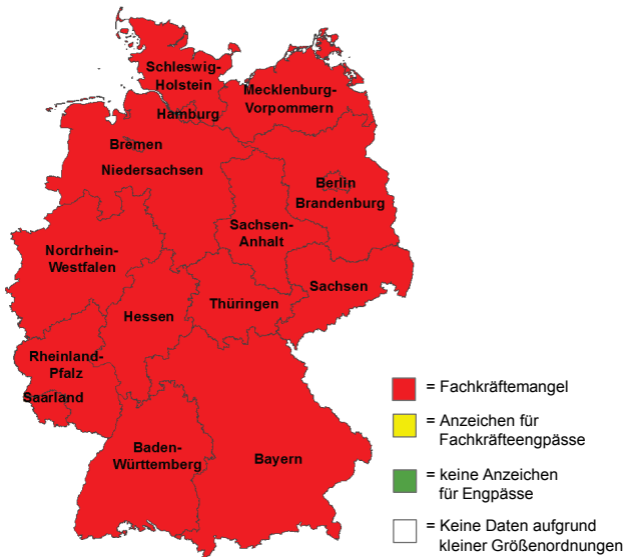 Schleswig-
Holstein
Mecklenburg-
Vorpommern
Hamburg
Bremen
Niedersachsen
Berlin
Brandenburg
Sachsen-
Anhalt
Nordrhein-
Westfalen
Sachsen
Thüringen
Hessen
Rheinland-
Pfalz
Saarland
Baden-
Württemberg
Bayern
= Fachkräftemangel
= Anzeichen für
Fachkräfteengpässe
= keine Anzeichen
für Engpässe
= Keine Daten aufgrund
kleiner Größenordnungen